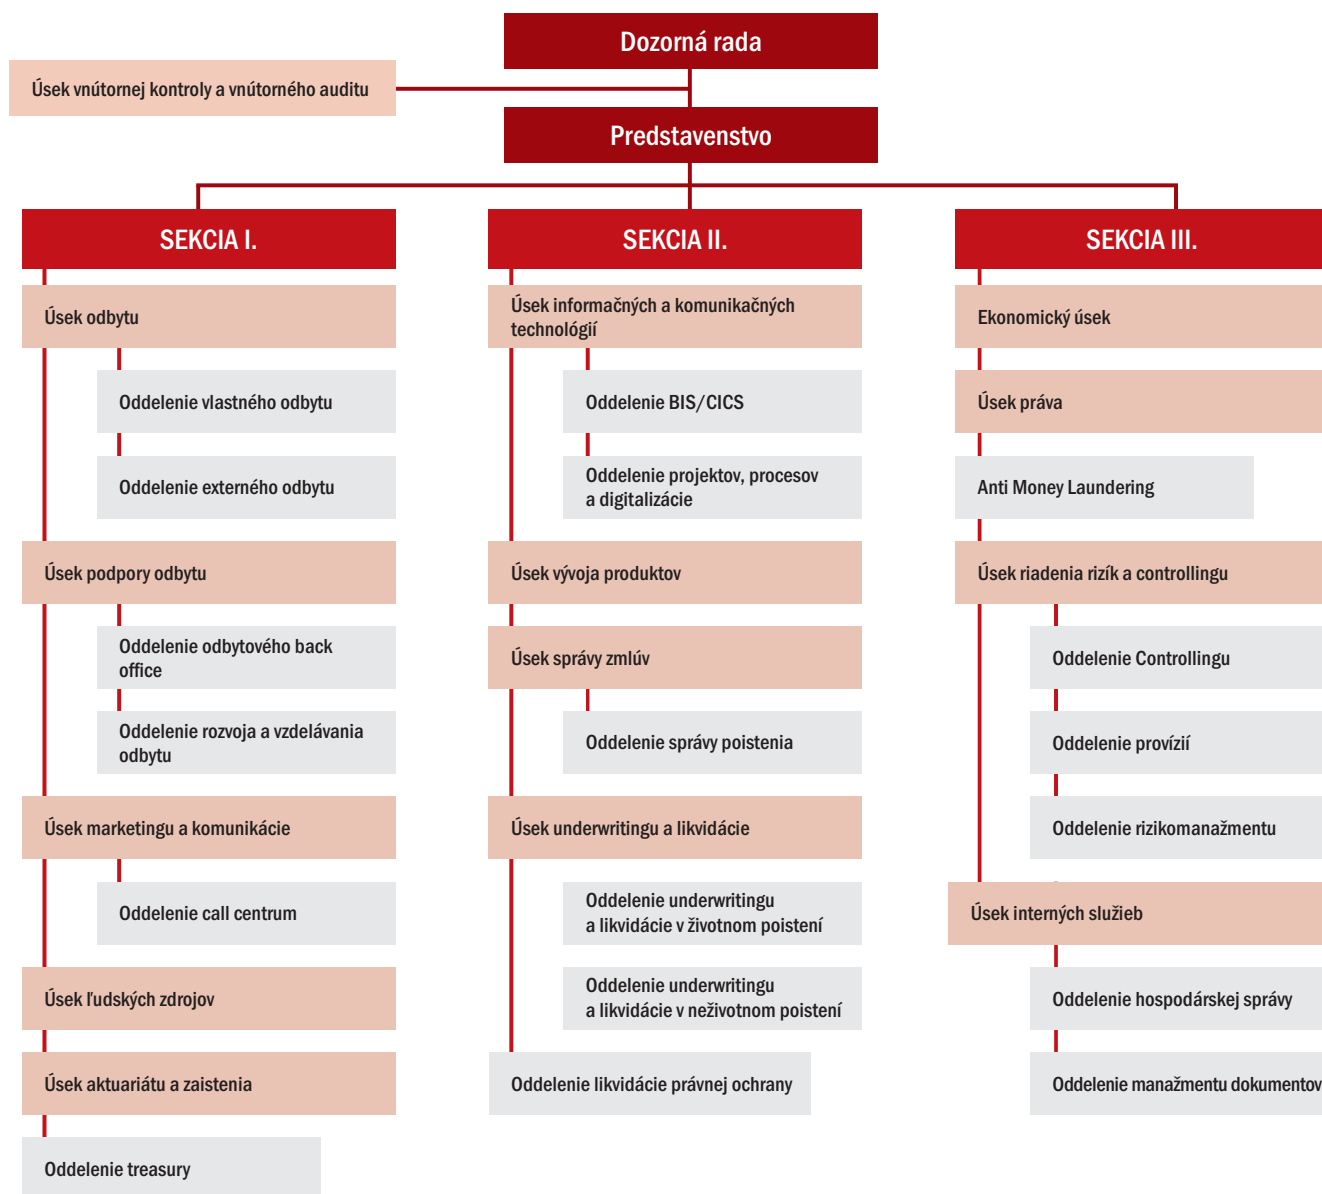 Dozorná rada
Úsek vnútornej kontroly a vnútorného auditu
Predstavenstvo
SEKCIA I.
Úsek odbytu
Oddelenie vlastného odbytu
Oddelenie externého odbytu
Úsek podpory odbytu
Oddelenie odbytového back
office
Oddelenie rozvoja a vzdelávania
odbytu
Úsek marketingu a komunikácie
Oddelenie call centrum
Úsek ľudských zdrojov
Úsek aktuariátu a zaistenia
Oddelenie treasury
SEKCIA II.
Úsek informačných a komunikačných
technológií
Oddelenie BIS/CICS
Oddelenie projektov, procesov
a digitalizácie
Úsek vývoja produktov
Úsek správy zmlúv
Oddelenie správy poistenia
Úsek underwritingu a likvidácie
Oddelenie underwritingu
a likvidácie v životnom poistení
Oddelenie underwritingu
a likvidácie v neživotnom poistení
Oddelenie likvidácie právnej ochrany
SEKCIA III.
Ekonomický úsek
Úsek práva
Anti Money Laundering
Úsek riadenia rizík a controllingu
Oddelenie Controllingu
Oddelenie provízií
Oddelenie rizikomanažmentu
Úsek interných služieb
Oddelenie hospodárskej správy
Oddelenie manažmentu dokumentov